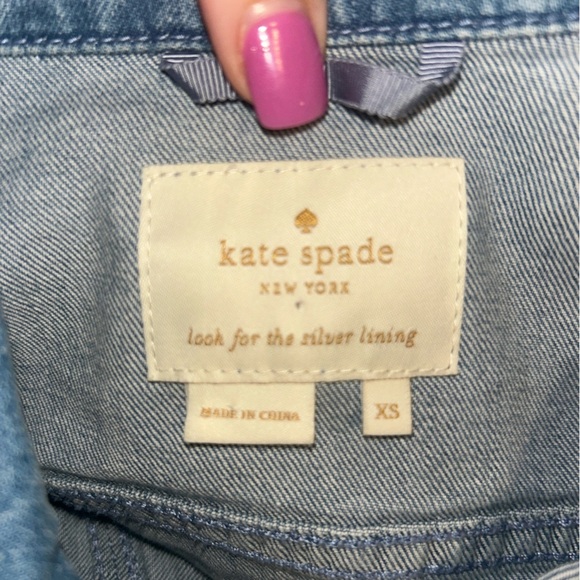 kate spade
NEW YORK
look for the silver lining
MADE IN CHINA
XS